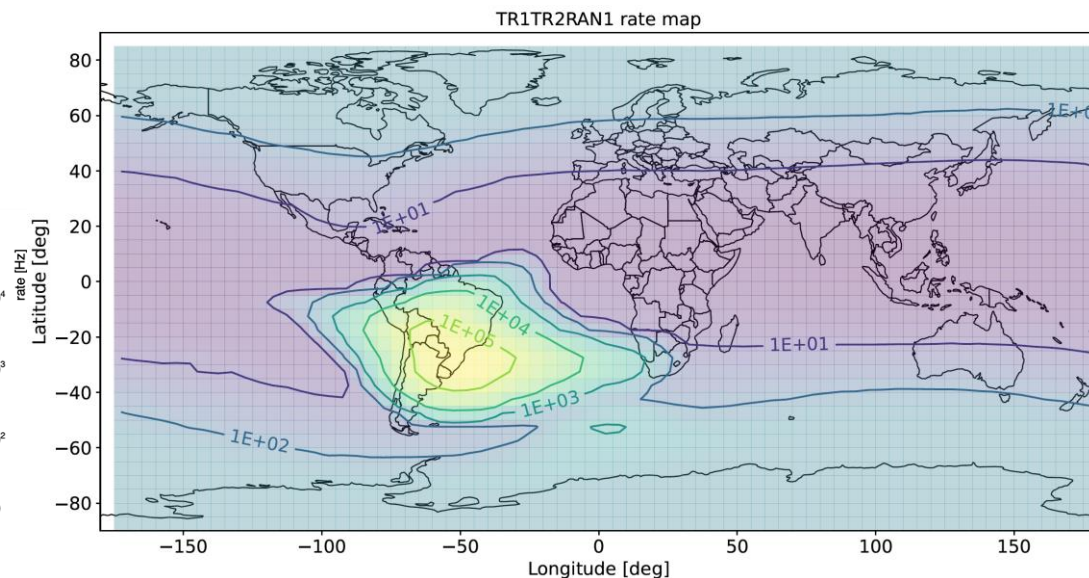 TR1TR2RAN1 rate map
80
60
40
20
0
−20
−40
−60
−80
Latitude [deg]
rate [Hz]
1E+01
1E+04
1E+05
1E+01
1E+03
1E+02
−150
−100
−50
0
50
100
150
Longitude [deg]